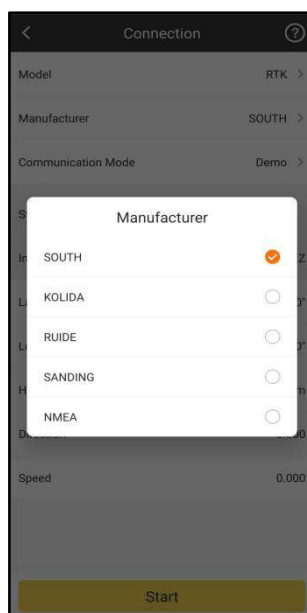 Connection
?
Model RTK >
Manufacturer SOUTH >
Communication Mode Demo >
Manufacturer
SOUTH
KOLIDA
RUIDE
SANDING
NMEA
Speed 0.000
Start